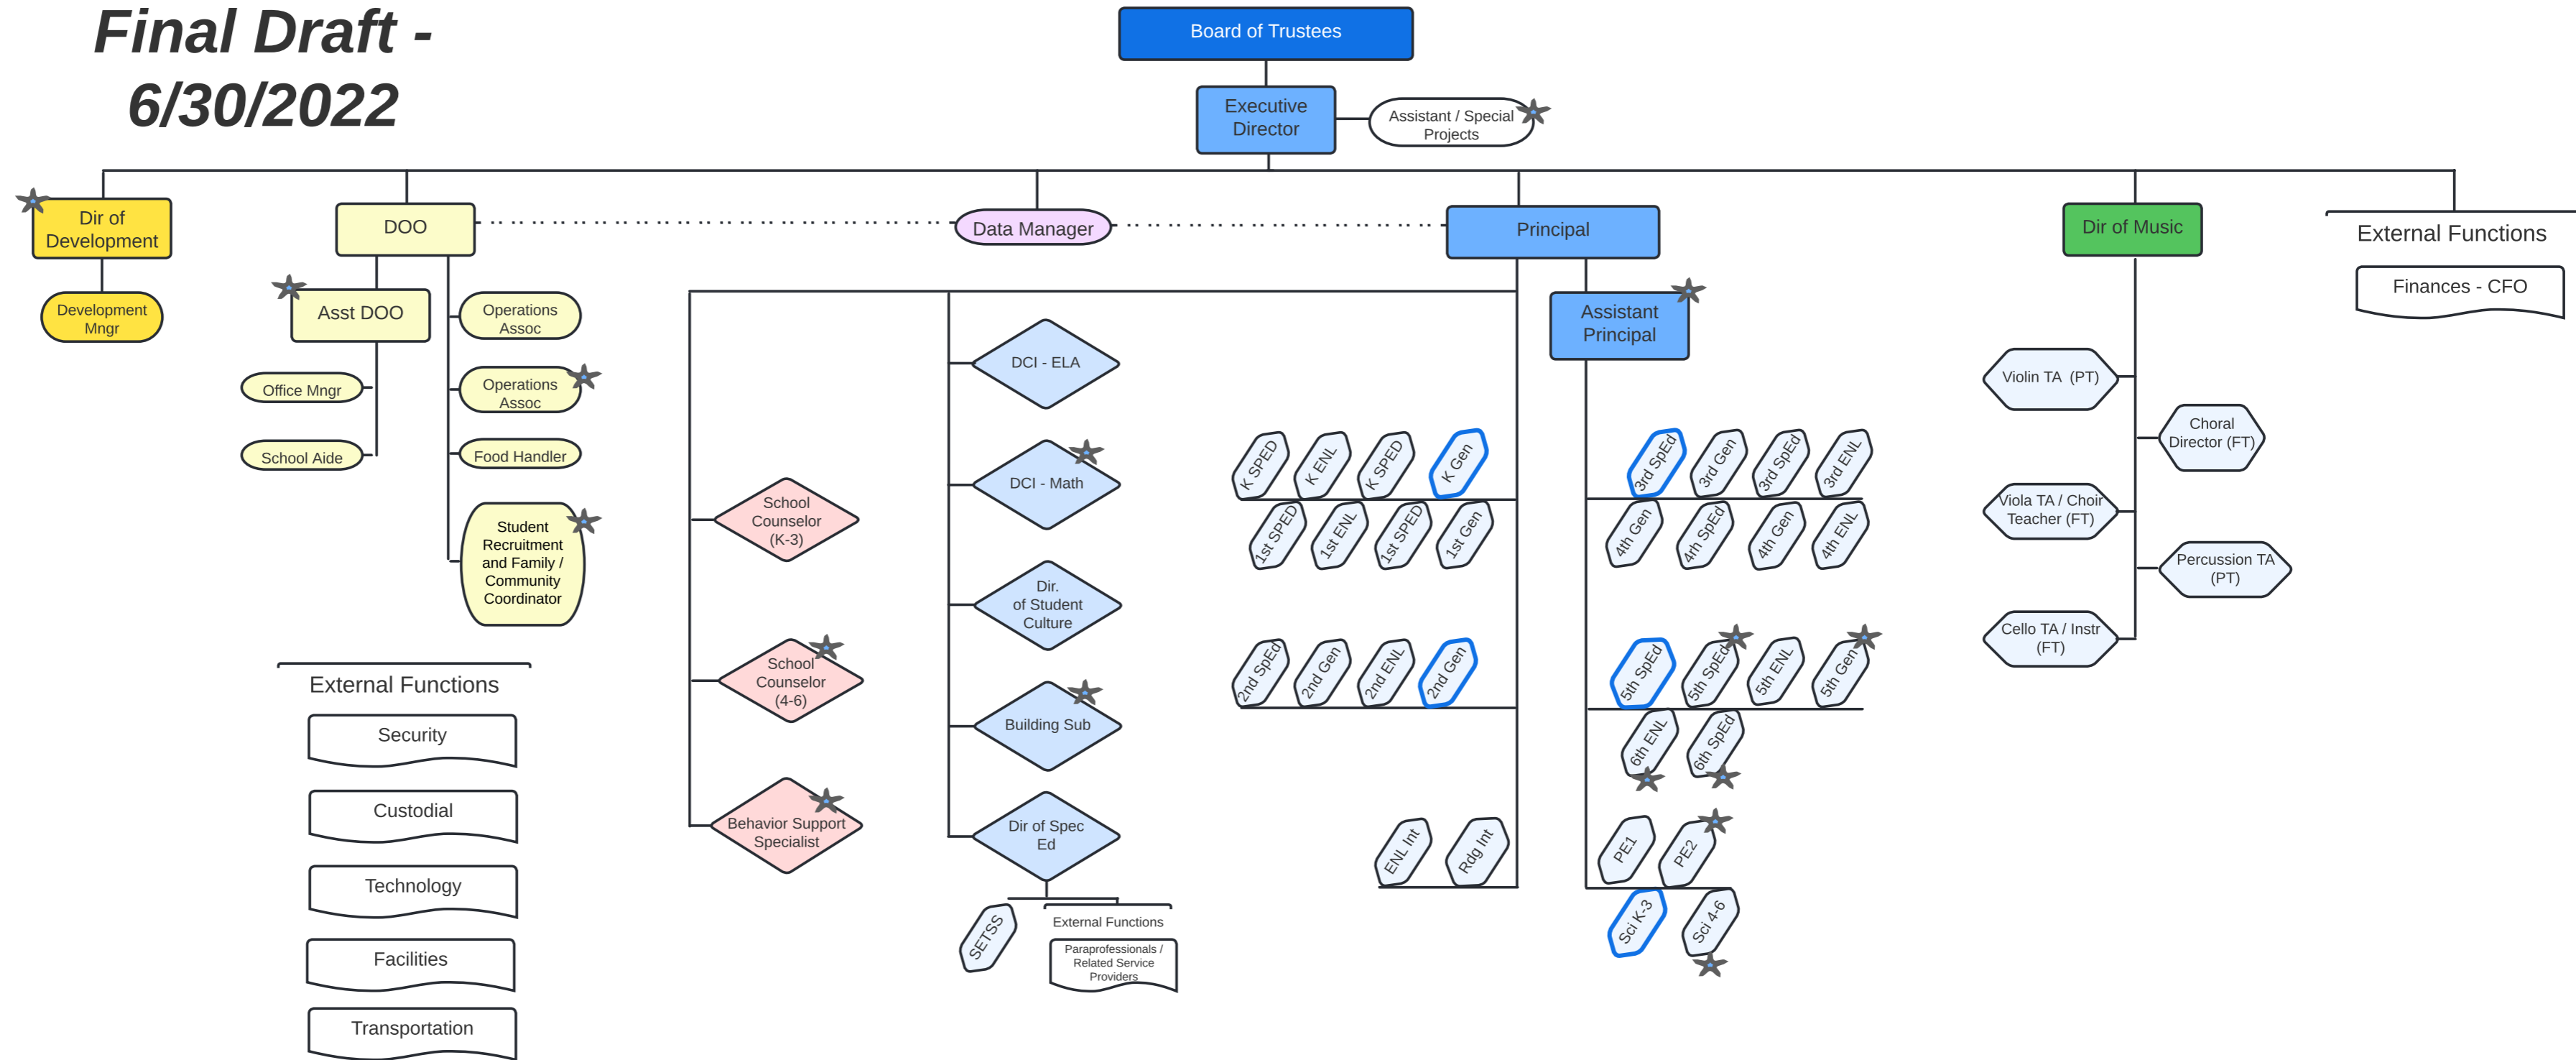 Final Draft -
6/30/2022
Board of Trustees
Executive
Director
Assistant / Special
Projects
Dir of
Development
DOO
Data Manager
Principal
Dir of Music
External Functions
Finances - CFO
Development
Mngr
Asst DOO
Operations
Assoc
Office Mngr
Operations
Assoc
School Aide
Food Handler
Student
Recruitment
and Family /
Community
Coordinator
External Functions
Security
Custodial
Technology
Facilities
Transportation
School
Counselor
(K-3)
School
Counselor
(4-6)
Behavior Support
Specialist
DCI - ELA
DCI - Math
Dir.
of Student
Culture
Building Sub
Dir of Spec
Ed
SETSS
External Functions
Paraprofessionals /
Related Service
Providers
K SPED
K ENL
K SPED
K Gen
1st SPED
1st ENL
1st SPED
1st Gen
2nd SpEd
2nd Gen
2nd ENL
2nd Gen
ENL Int
Rdg Int
Assistant
Principal
3rd SpEd
3rd Gen
3rd SpEd
3rd ENL
4th Gen
4rh SpEd
4th Gen
4th ENL
5th SpEd
5th SpEd
5th ENL
5th Gen
6th ENL
6th SpEd
PE1
PE2
Sci K-3
Sci 4-6
Violin TA (PT)
Choral
Director (FT)
Viola TA / Choir
Teacher (FT)
Percussion TA
(PT)
Cello TA / Instr
(FT)